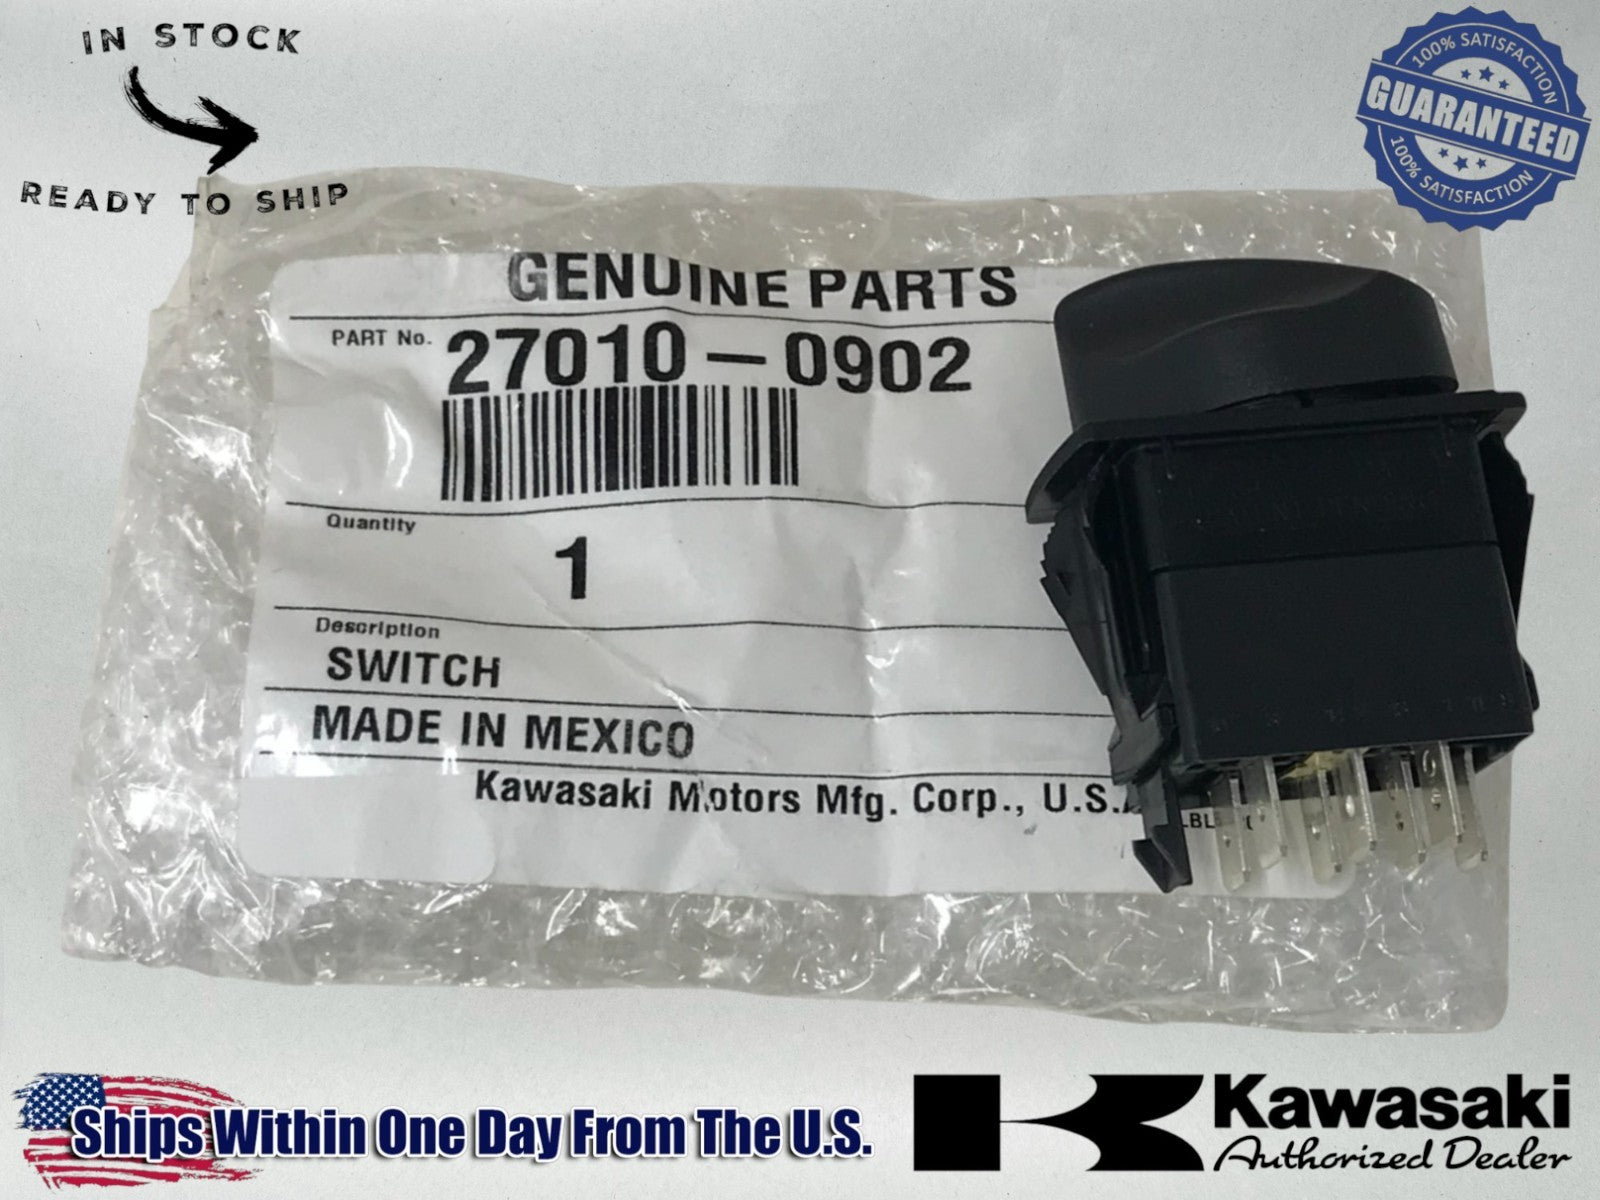 IN STOCK
READY TO SHIP
100% SATISFACTION
GUARANTEED
100% SATISFACTION
GENUINE PARTS
PART No. 27010-0902
Quantity
1
Description
SWITCH
MADE IN MEXICO
Kawasaki Motors Mfg. Corp., U.S.A
Ships Within One Day From The U.S.
Kawasaki
Authorized Dealer